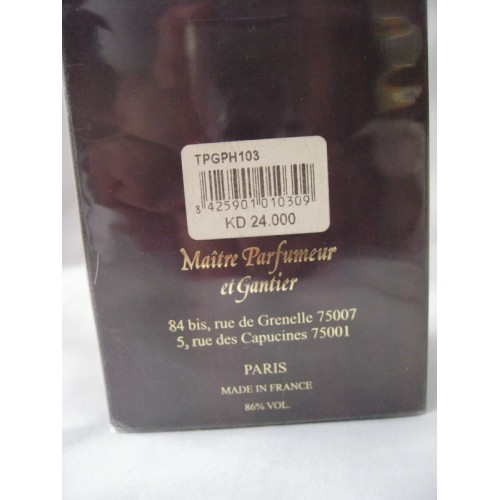 TPGPH103
8 425901 010309
KD 24.000
Maître Parfumeur
et Gantier
84 bis, rue de Grenelle 75007
5, rue des Capucines 75001
PARIS
MADE IN FRANCE
86% VOL.